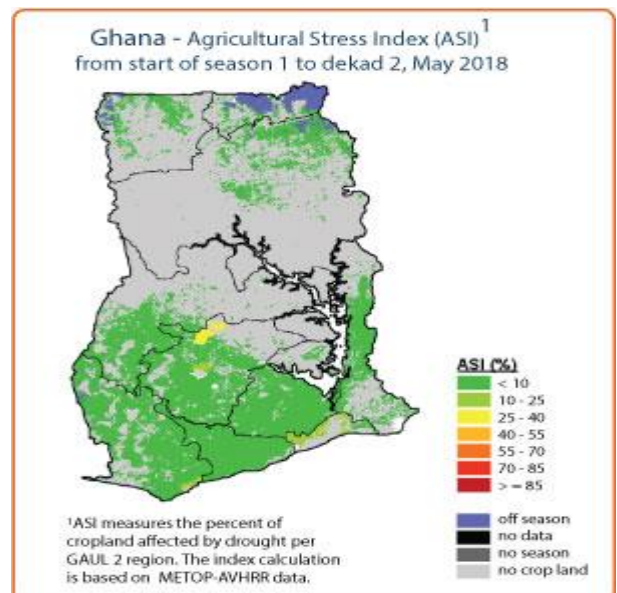 Ghana - Agricultural Stress Index (ASI)1
from start of season 1 to dekad 2, May 2018
ASI (%)
< 10
10 - 25
25 - 40
40 - 55
55 - 70
70 - 85
> = 85
off season
no data
no season
no crop land
1ASI measures the percent of
cropland affected by drought per
GAUL 2 region. The index calculation
is based on METOP-AVHRR data.